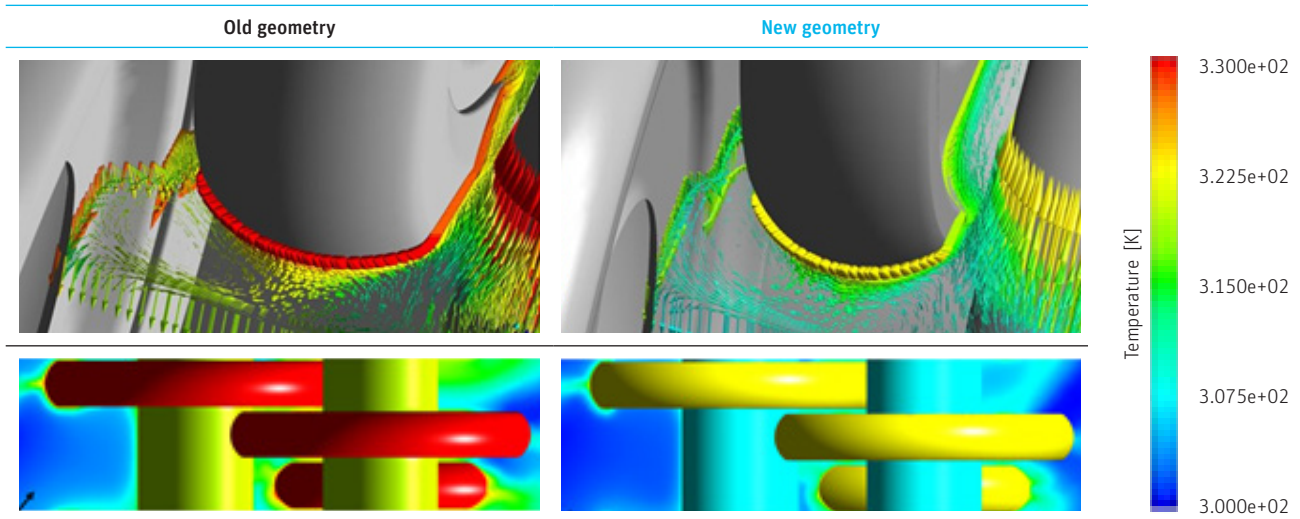 Old geometry
New geometry
3.300e+02
3.225e+02
3.150e+02
3.075e+02
3.000e+02
Temperature [K]